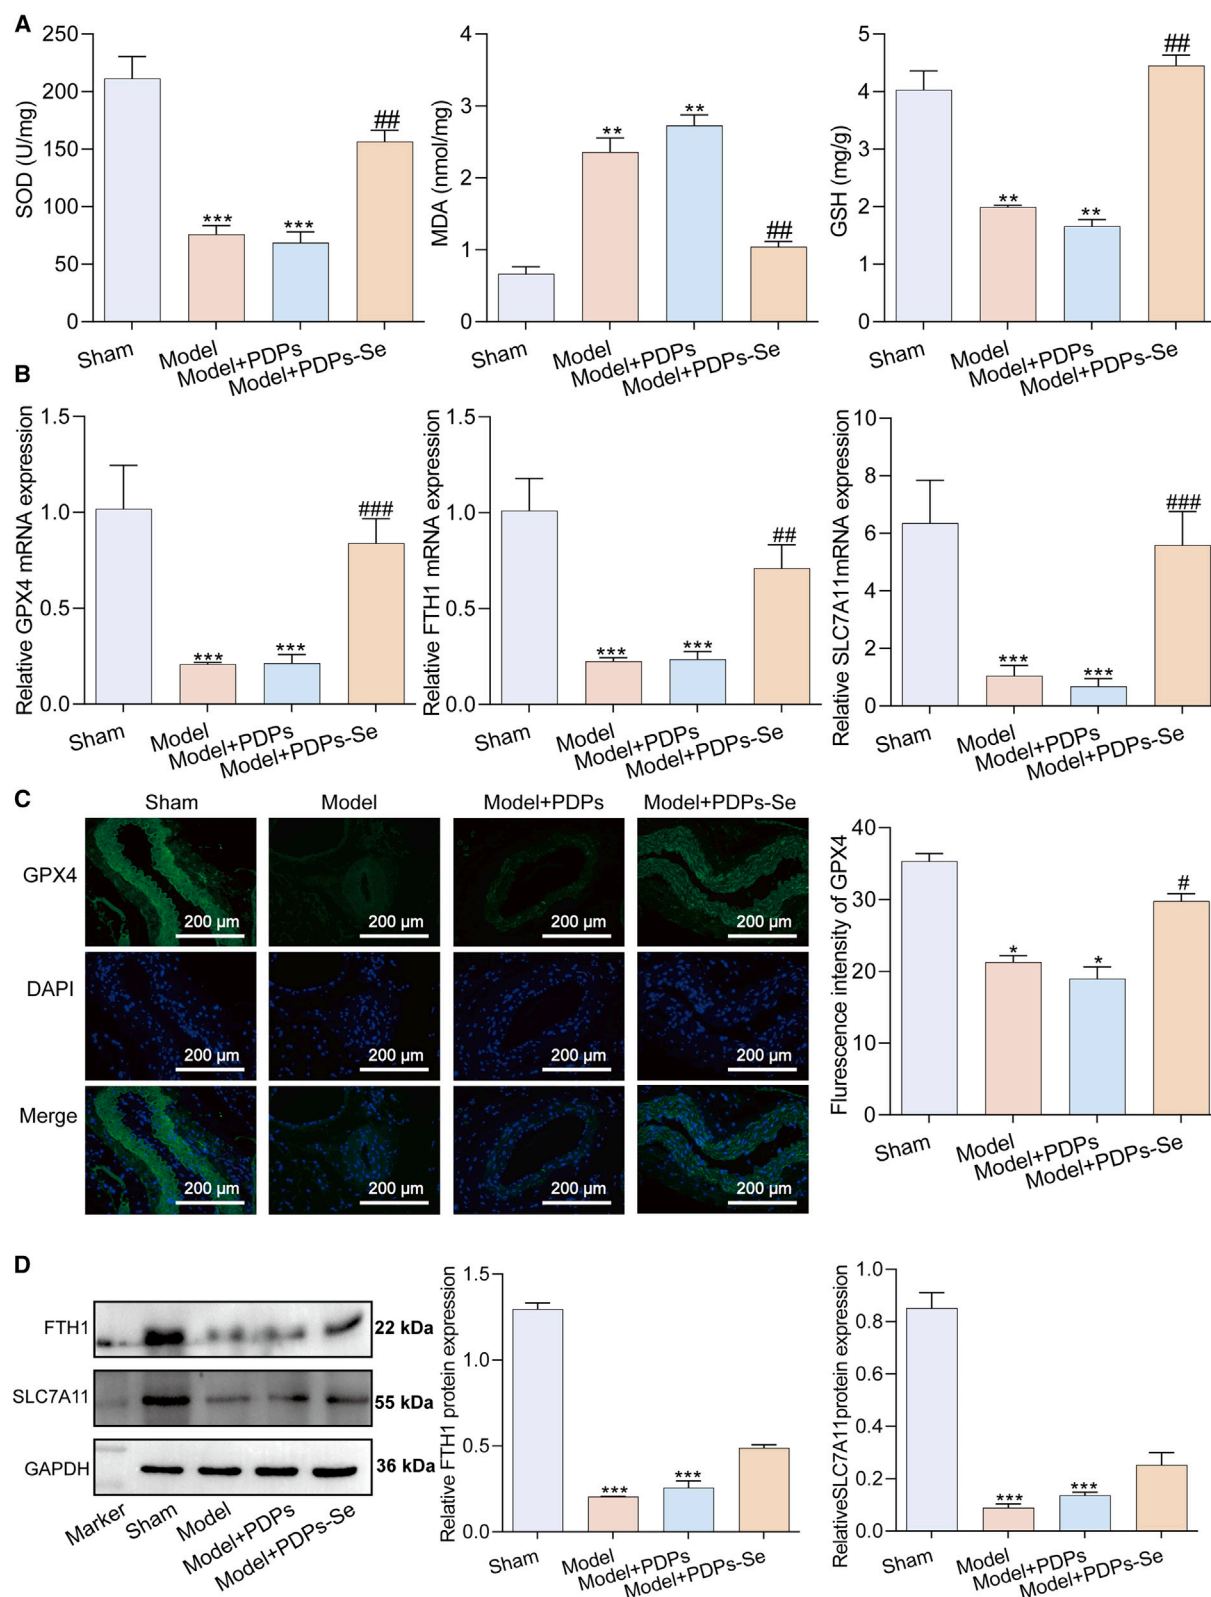 A
SOD (U/mg)
250
200
150
100
50
0
***
***
##
Sham
Model
Model+PDPs
Model+PDPs-Se
MDA (nmol/mg)
4
3
2
1
0
**
**
##
Sham
Model
Model+PDPs
Model+PDPs-Se
GSH (mg/g)
5
4
3
2
1
0
**
**
##
Sham
Model
Model+PDPs
Model+PDPs-Se
B
Relative GPX4 mRNA expression
1.5
1.0
0.5
0.0
***
***
###
Sham
Model
Model+PDPs
Model+PDPs-Se
Relative FTH1 mRNA expression
1.5
1.0
0.5
0.0
***
***
##
Sham
Model
Model+PDPs
Model+PDPs-Se
Relative SLC7A11mRNA expression
10
8
6
4
2
0
***
***
###
Sham
Model
Model+PDPs
Model+PDPs-Se
C
Sham Model Model+PDPs Model+PDPs-Se
GPX4
200 µm 200 µm 200 µm 200 µm
DAPI
200 µm 200 µm 200 µm 200 µm
Merge
200 µm 200 µm 200 µm 200 µm
Flurescence intensity of GPX4
40
30
20
10
0
*
*
#
Sham
Model
Model+PDPs
Model+PDPs-Se
D
FTH1 22 kDa
SLC7A11 55 kDa
GAPDH 36 kDa
Marker
Sham
Model
Model+PDPs
Model+PDPs-Se
Relative FTH1 protein expression
1.5
1.0
0.5
0.0
***
***
Sham
Model
Model+PDPs
Model+PDPs-Se
RelativeSLC7A11protein expression
1.0
0.8
0.6
0.4
0.2
0.0
***
***
Sham
Model
Model+PDPs
Model+PDPs-Se